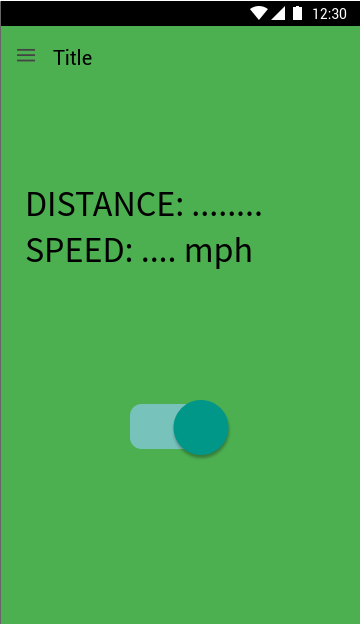 12:30
Title
DISTANCE: ........
SPEED: .... mph